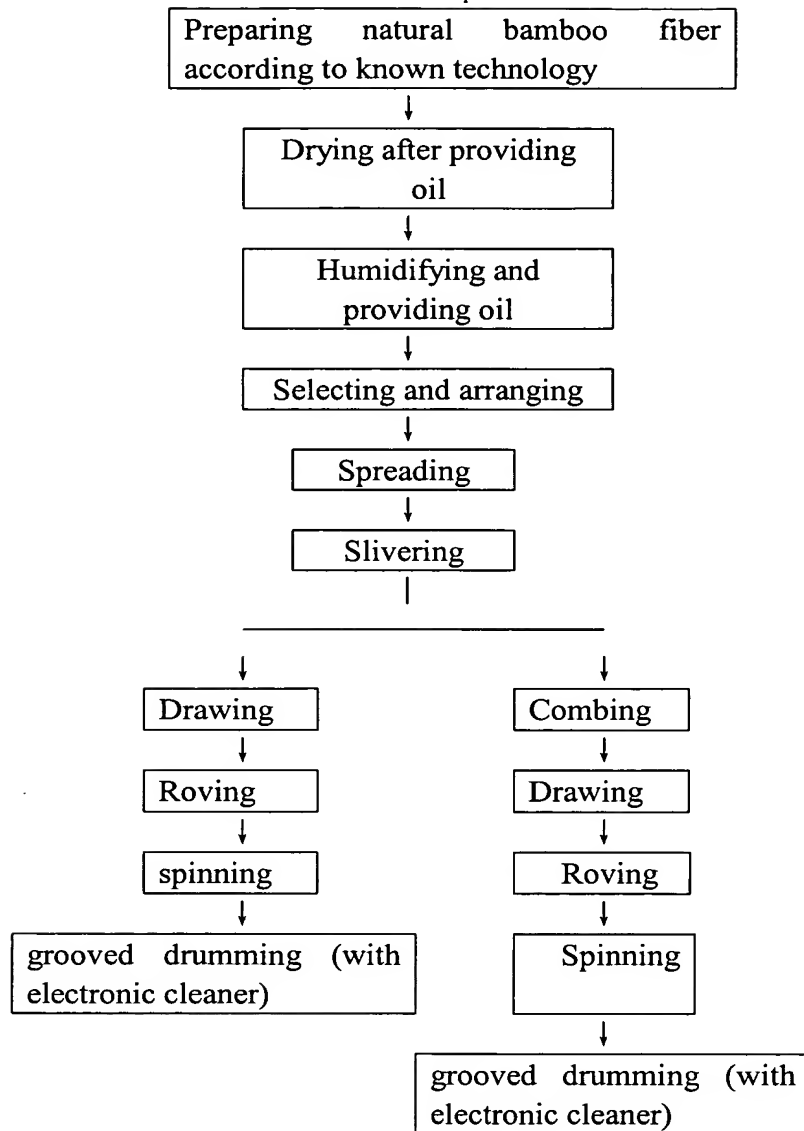 Preparing natural bamboo fiber
according to known technology
Drying after providing
oil
Humidifying and
providing oil
Selecting and arranging
Spreading
Slivering
Drawing
Roving
spinning
grooved drumming (with
electronic cleaner)
Combing
Drawing
Roving
Spinning
grooved drumming (with
electronic cleaner)